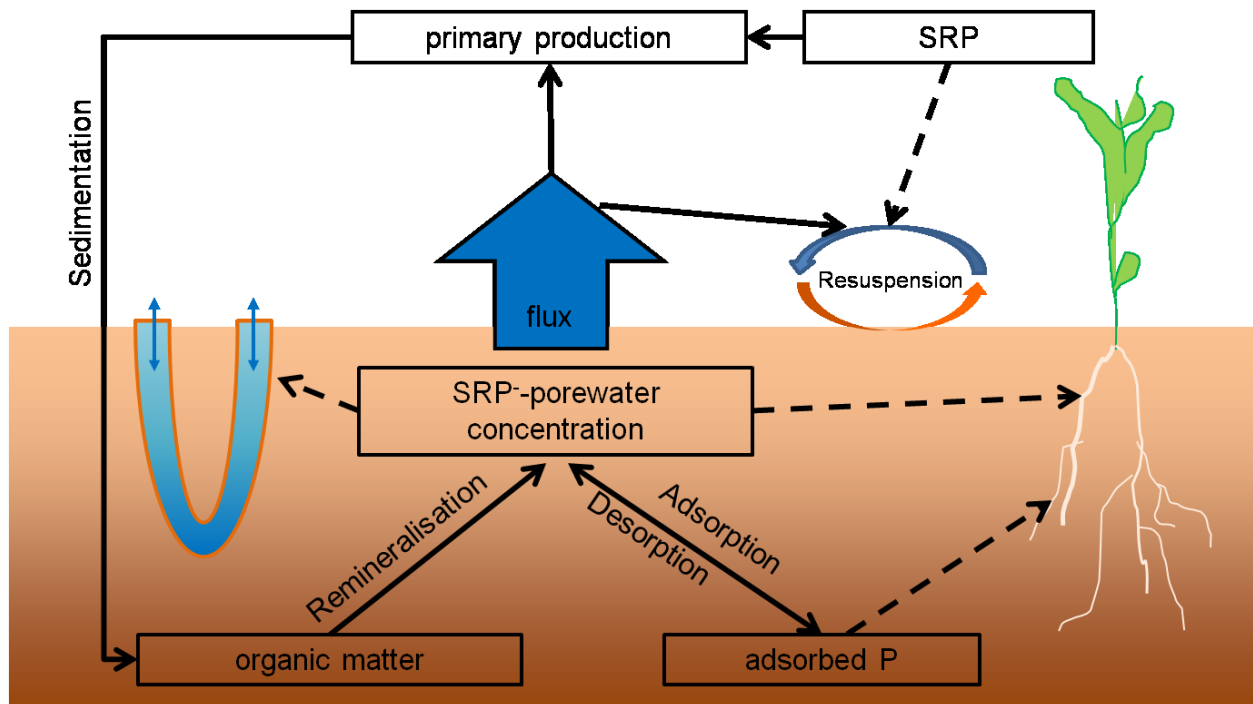 primary production
SRP
Sedimentation
Resuspension
flux
SRP⁻-porewater
concentration
Remineralisation
Adsorption
Desorption
organic matter
adsorbed P